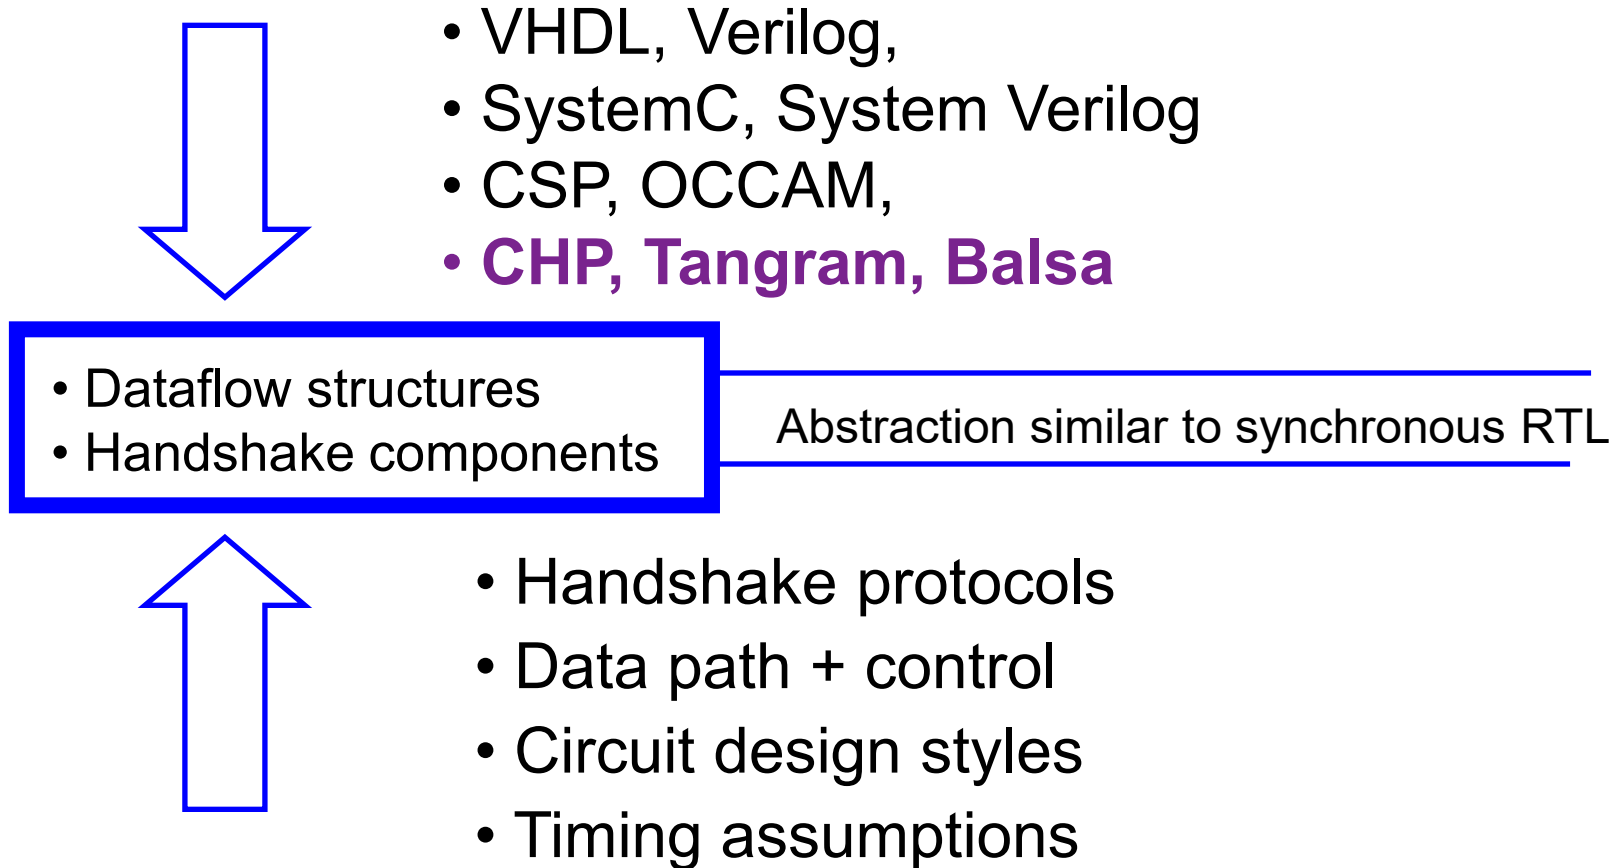 • VHDL, Verilog,
• SystemC, System Verilog
• CSP, OCCAM,
• CHP, Tangram, Balsa
• Dataflow structures
• Handshake components
Abstraction similar to synchronous RTL
• Handshake protocols
• Data path + control
• Circuit design styles
• Timing assumptions